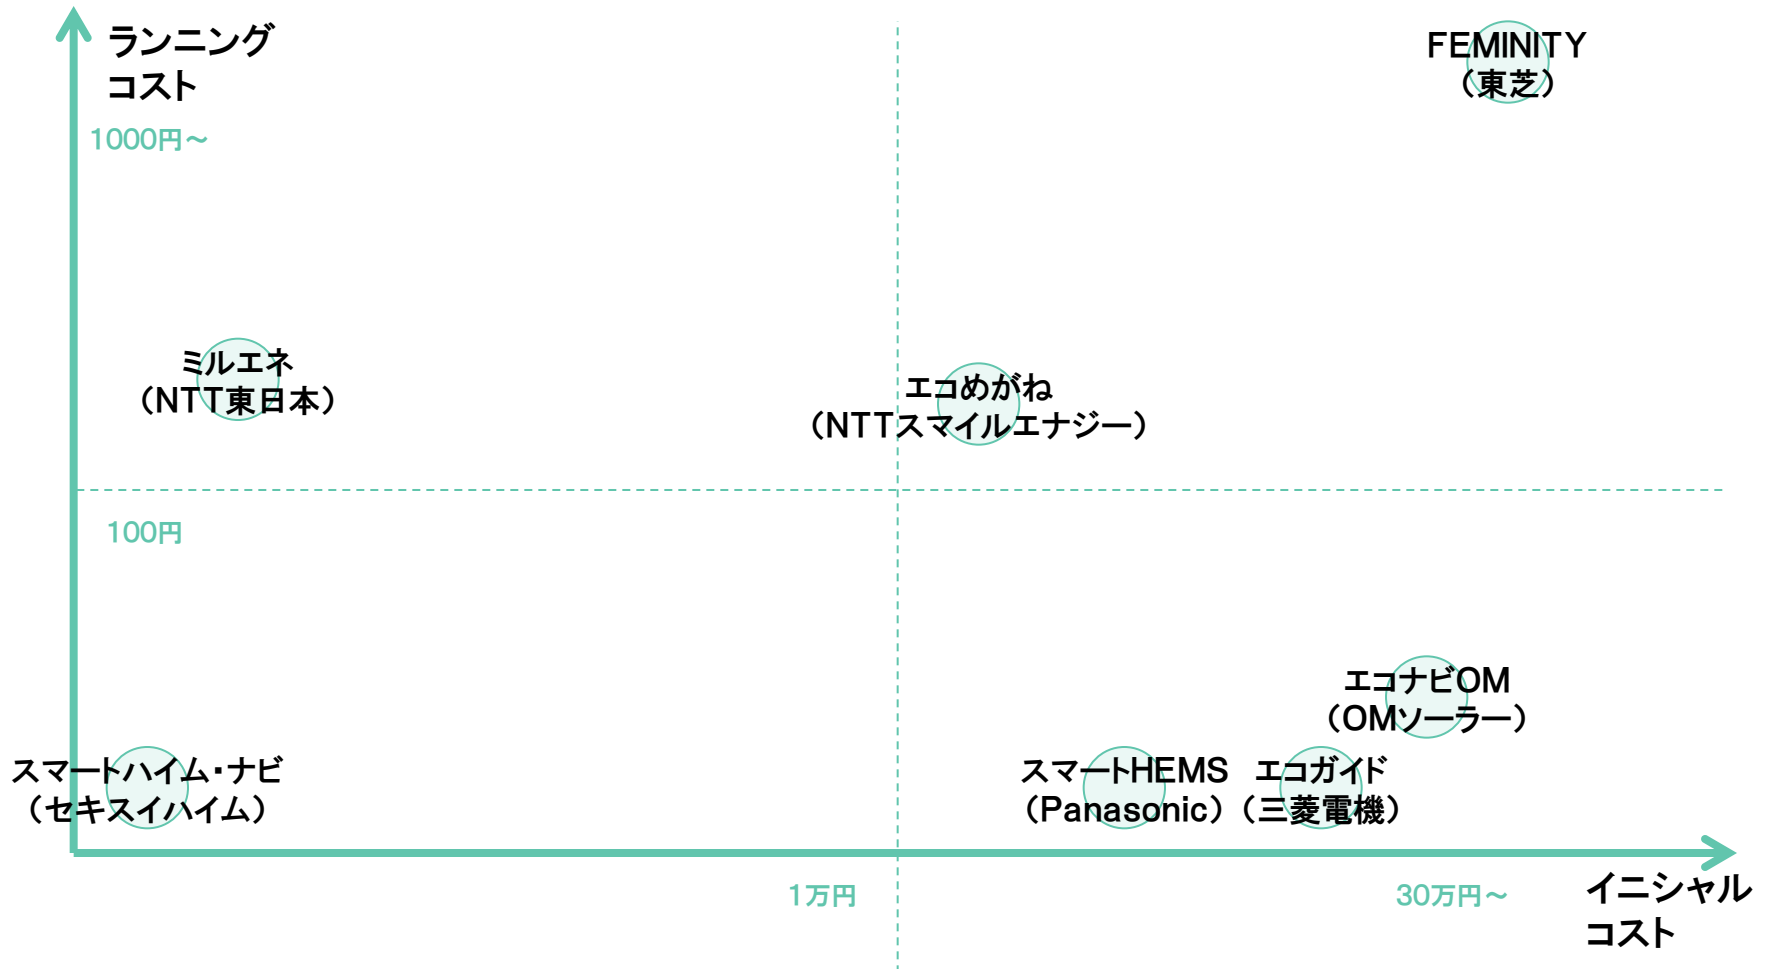 ランニング
コスト
1000円～
FEMINITY
（東芝）
ミルエネ
（NTT東日本）
エコめがね
（NTTスマイルエナジー）
100円
エコナビOM
（OMソーラー）
スマートハイム・ナビ
（セキスイハイム）
スマートHEMS
（Panasonic）
エコガイド
（三菱電機）
1万円
30万円～
イニシャル
コスト